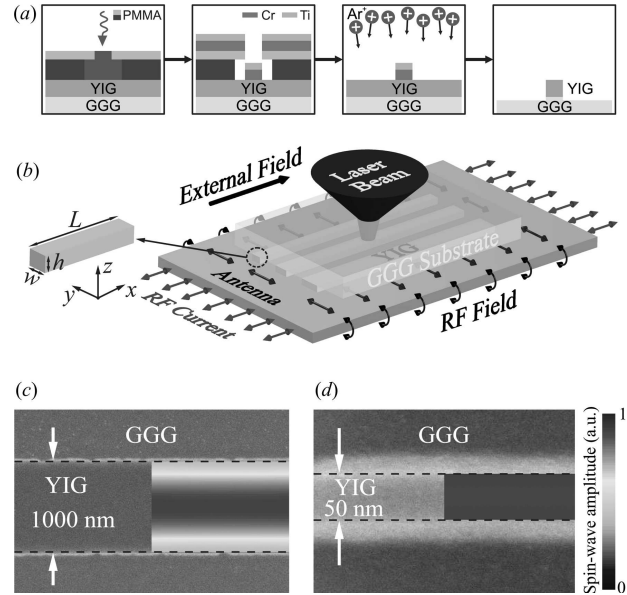 (a)
PMMA
YIG
GGG
Cr Ti
YIG
GGG
Ar+
YIG
GGG
YIG
GGG
(b)
External Field
Laser
Beam
L
h
w
z
y
x
YIG
GGG Substrate
Antenna
RF Current
RF Field
(c)
GGG
YIG
1000 nm
(d)
GGG
YIG
50 nm
1
Spin-wave amplitude (a.u.)
0